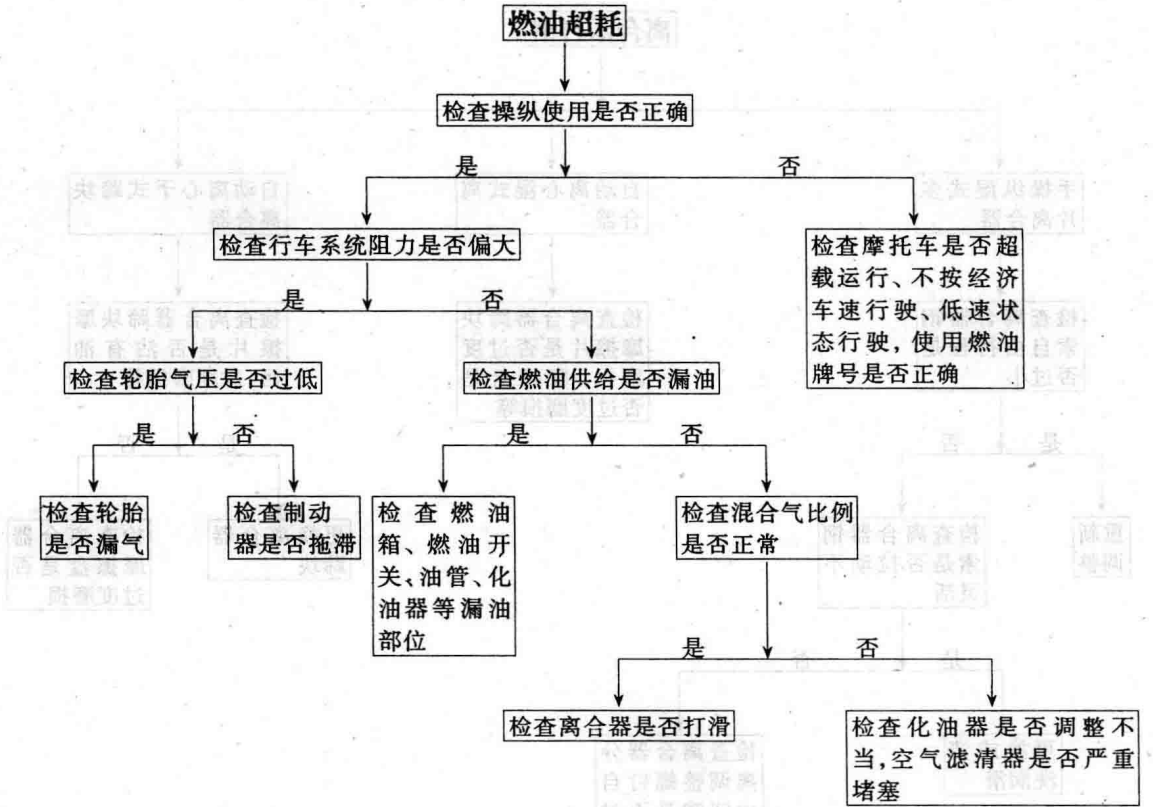 燃油超耗
检查操纵使用是否正确
是
否
检查行车系统阻力是否偏大
检查摩托车是否超
载运行、不按经济
车速行驶、低速状
态行驶,使用燃油
牌号是否正确
是
否
检查轮胎气压是否过低
检查燃油供给是否漏油
是
否
是
否
检查轮胎
是否漏气
检查制动
器是否拖滞
检查燃油
箱、燃油开
关、油管、化
油器等漏油
部位
检查混合气比例
是否正常
是
否
检查离合器是否打滑
检查化油器是否调整不
当,空气滤清器是否严重
堵塞